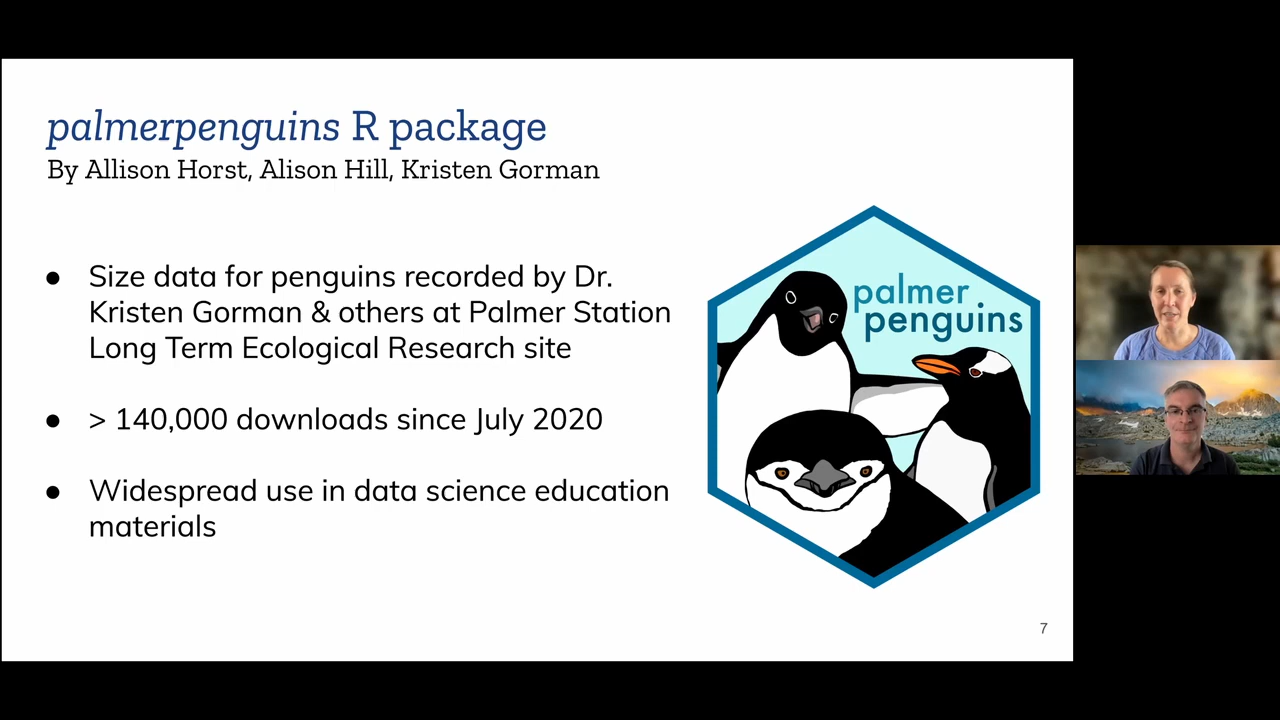 palmerpenguins R package
By Allison Horst, Alison Hill, Kristen Gorman
● Size data for penguins recorded by Dr.
Kristen Gorman & others at Palmer Station
Long Term Ecological Research site
● > 140,000 downloads since July 2020
● Widespread use in data science education
materials
palmer
penguins
7